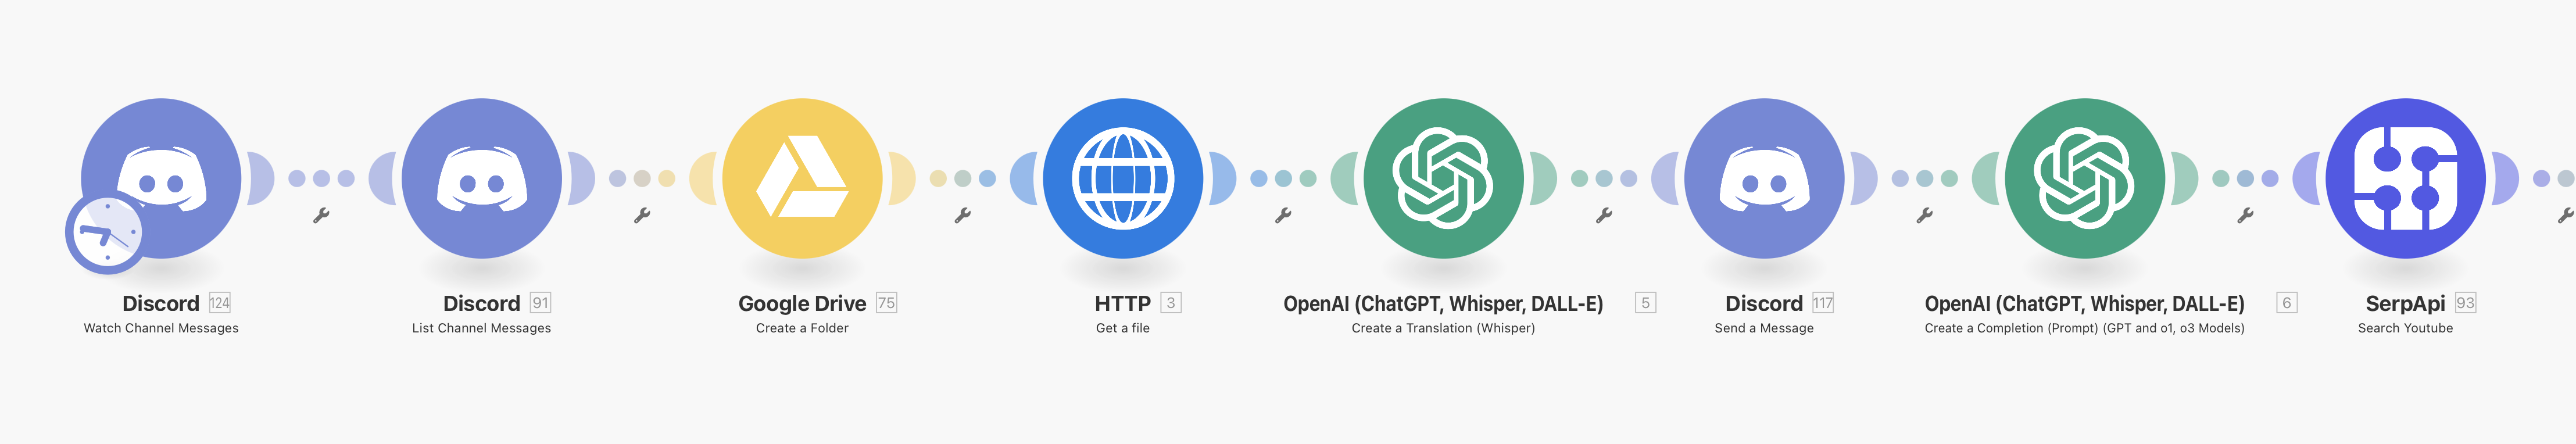 Discord 124
Watch Channel Messages
Discord 91
List Channel Messages
Google Drive 75
Create a Folder
HTTP 3
Get a file
OpenAI (ChatGPT, Whisper, DALL-E) 5
Create a Translation (Whisper)
Discord 117
Send a Message
OpenAI (ChatGPT, Whisper, DALL-E) 6
Create a Completion (Prompt) (GPT and o1, o3 Models)
SerpApi 93
Search Youtube